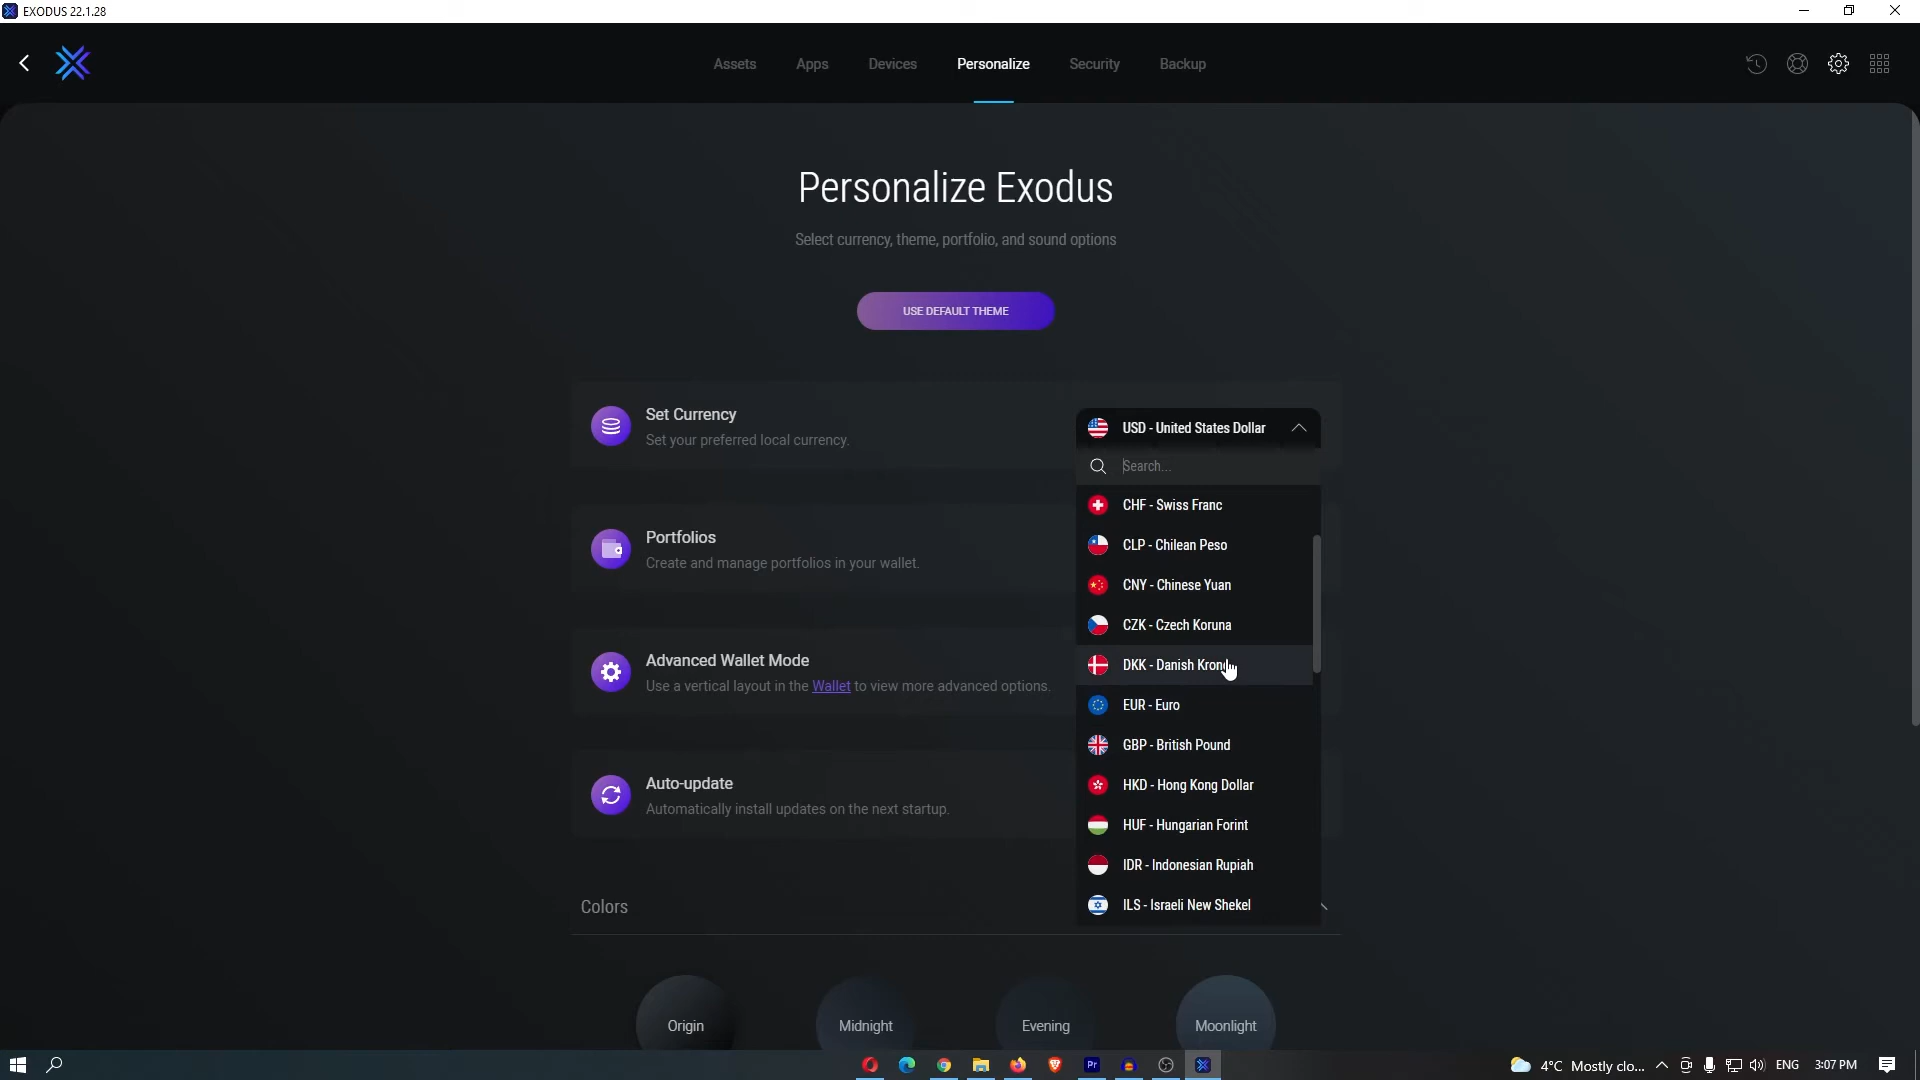 EXODUS 22.1.28
Assets Apps Devices Personalize Security Backup
Personalize Exodus
Select currency, theme, portfolio, and sound options
USE DEFAULT THEME
Set Currency
Set your preferred local currency.
USD - United States Dollar
Search...
CHF - Swiss Franc
CLP - Chilean Peso
CNY - Chinese Yuan
CZK - Czech Koruna
DKK - Danish Krone
EUR - Euro
GBP - British Pound
HKD - Hong Kong Dollar
HUF - Hungarian Forint
IDR - Indonesian Rupiah
ILS - Israeli New Shekel
Portfolios
Create and manage portfolios in your wallet.
Advanced Wallet Mode
Use a vertical layout in the Wallet to view more advanced options.
Auto-update
Automatically install updates on the next startup.
Colors
Origin Midnight Evening Moonlight
Pr
4°C Mostly clo... ENG 3:07 PM